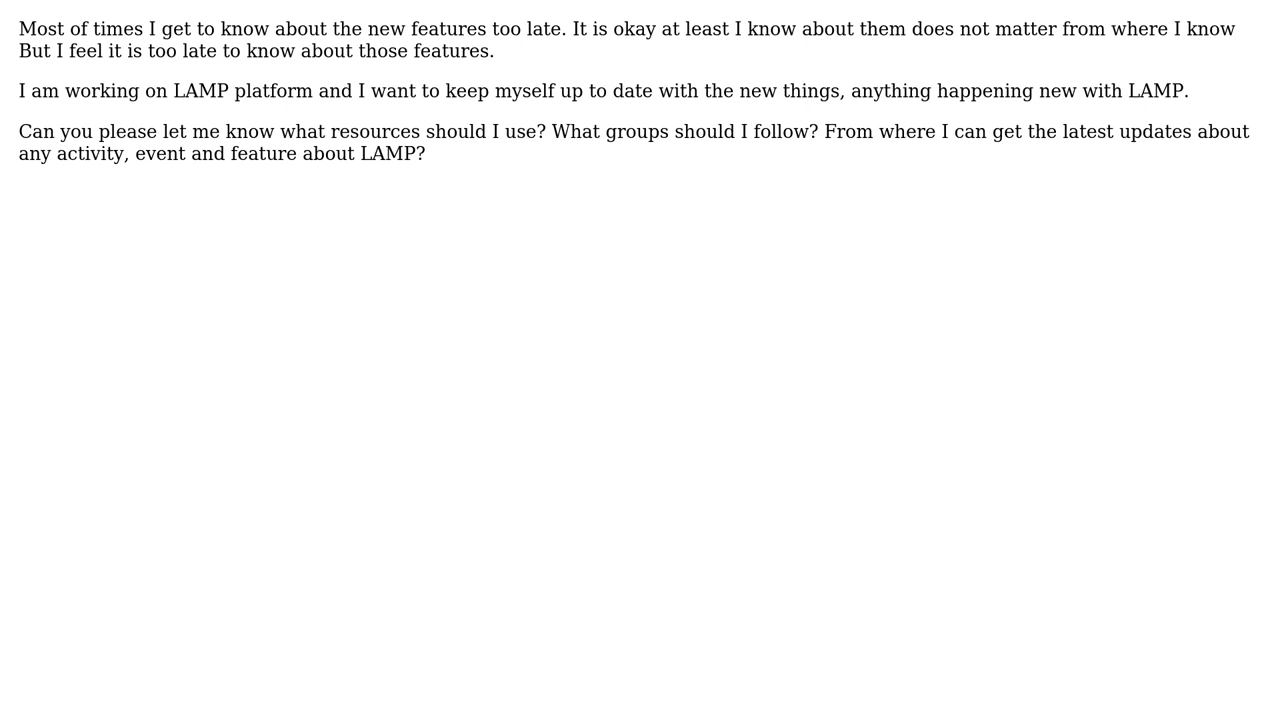 Most of times I get to know about the new features too late. It is okay at least I know about them does not matter from where I know
But I feel it is too late to know about those features.
I am working on LAMP platform and I want to keep myself up to date with the new things, anything happening new with LAMP.
Can you please let me know what resources should I use? What groups should I follow? From where I can get the latest updates about
any activity, event and feature about LAMP?